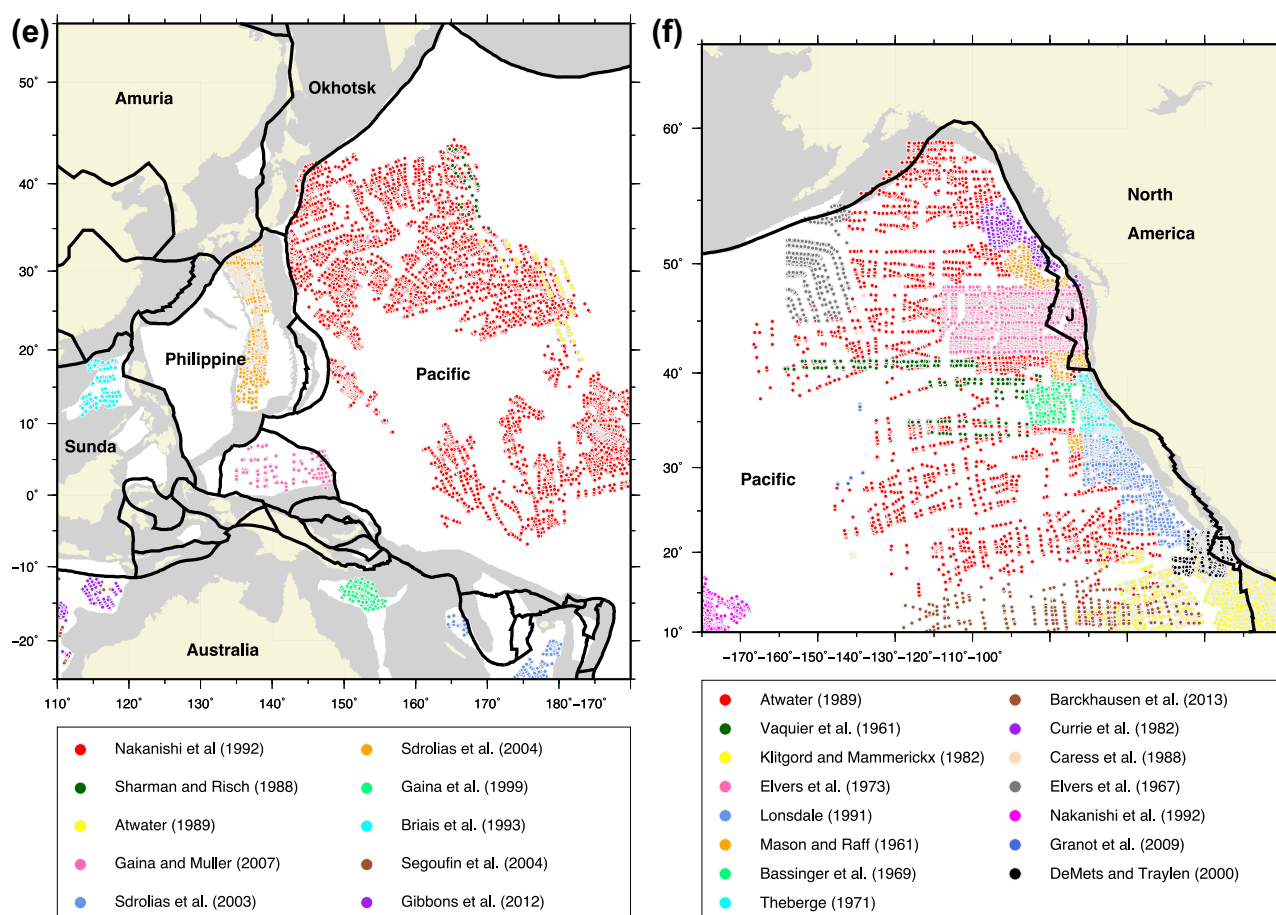 (e)
Amuria
Okhotsk
Philippine
Pacific
Sunda
Australia
50˚
40˚
30˚
20˚
10˚
0˚
−10˚
−20˚
110˚ 120˚ 130˚ 140˚ 150˚ 160˚ 170˚ 180˚ −170˚
Nakanishi et al (1992)
Sharman and Risch (1988)
Atwater (1989)
Gaina and Muller (2007)
Sdrolias et al. (2003)
Sdrolias et al. (2004)
Gaina et al. (1999)
Briais et al. (1993)
Segoufin et al. (2004)
Gibbons et al. (2012)
(f)
North
America
J
Pacific
60˚
50˚
40˚
30˚
20˚
10˚
−170˚ −160˚ −150˚ −140˚ −130˚ −120˚ −110˚ −100˚
Atwater (1989)
Vaquier et al. (1961)
Klitgord and Mammerickx (1982)
Elvers et al. (1973)
Lonsdale (1991)
Mason and Raff (1961)
Bassinger et al. (1969)
Theberge (1971)
Barckhausen et al. (2013)
Currie et al. (1982)
Caress et al. (1988)
Elvers et al. (1967)
Nakanishi et al. (1992)
Granot et al. (2009)
DeMets and Traylen (2000)